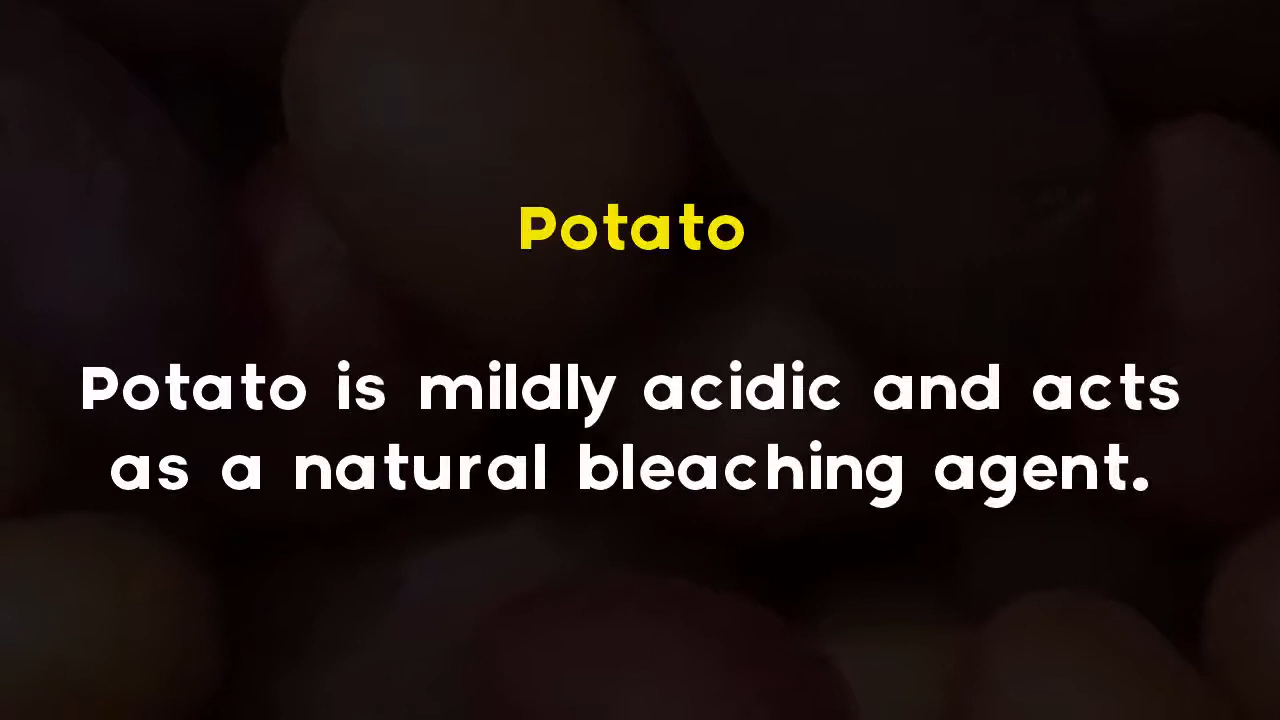 Potato
Potato is mildly acidic and acts
as a natural bleaching agent.